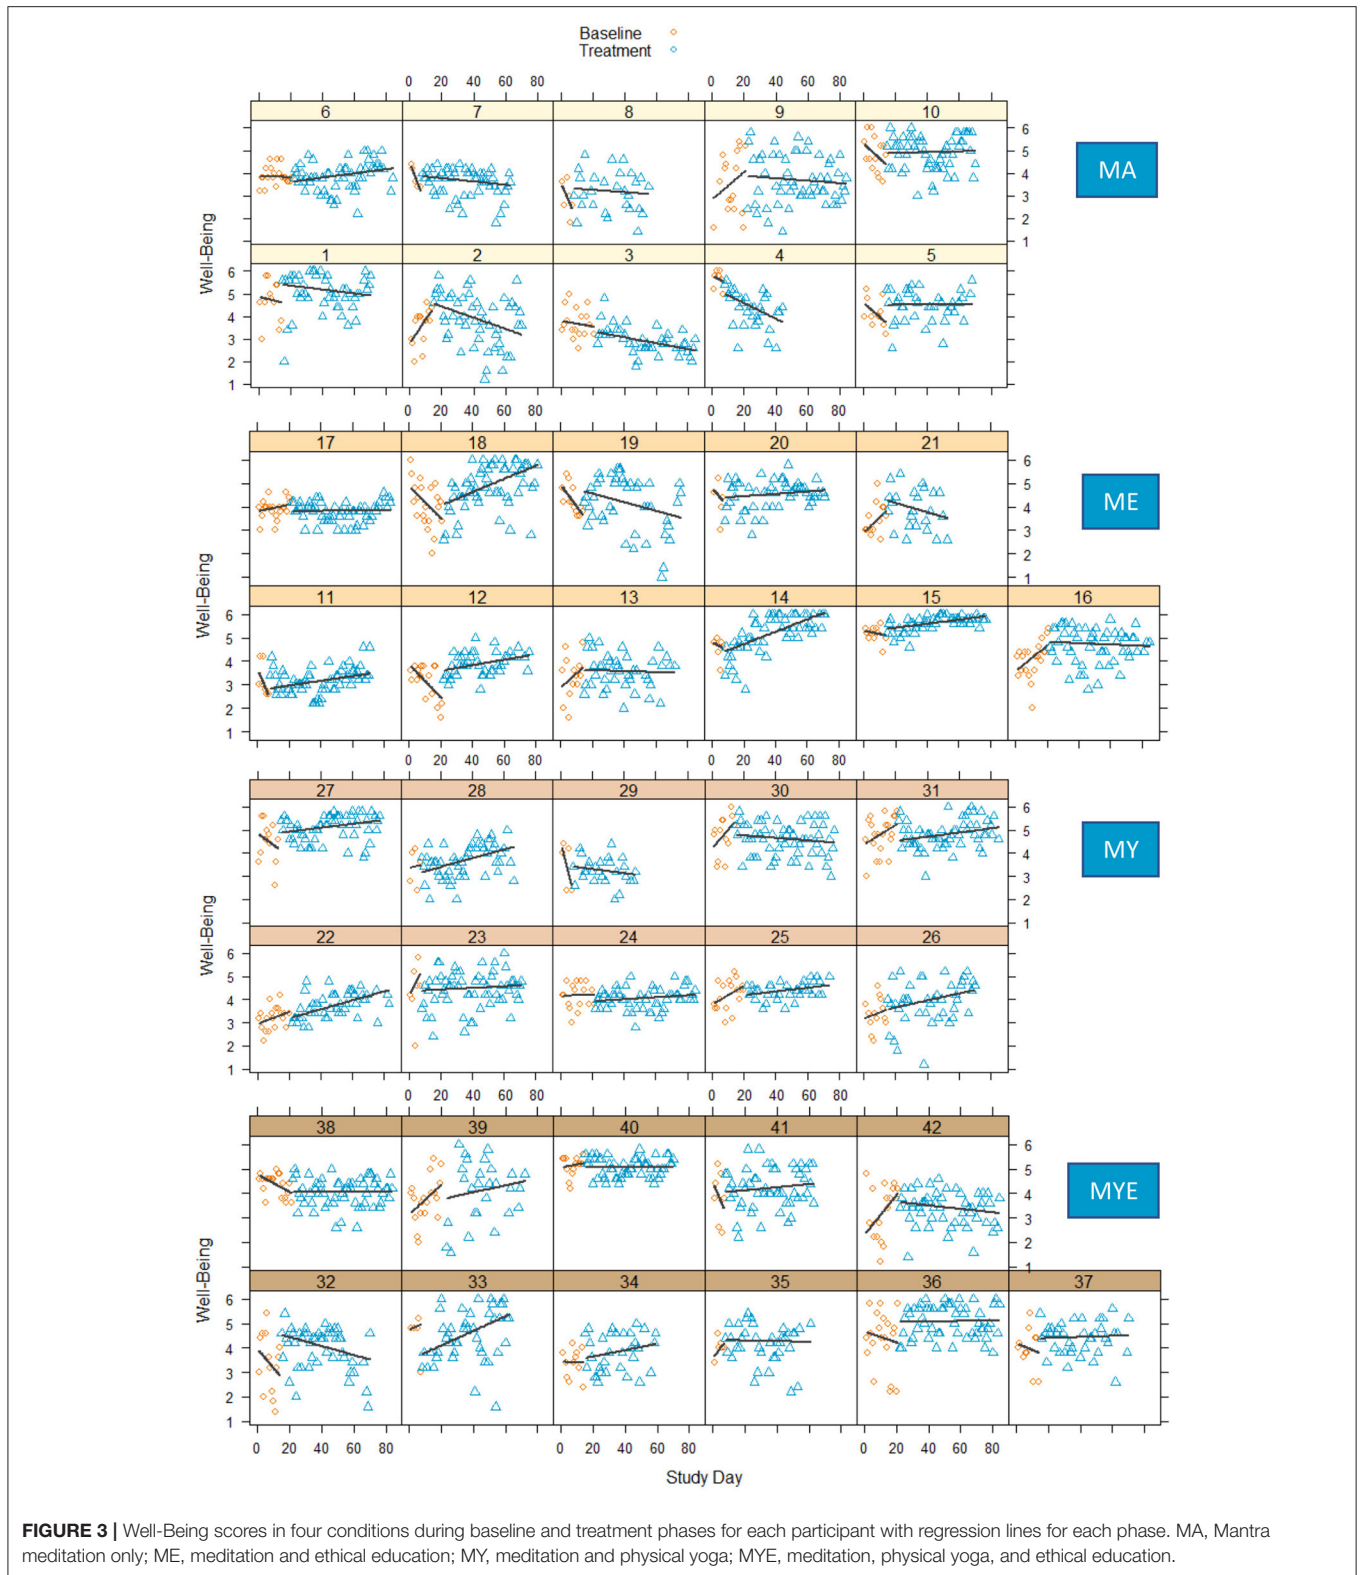 Baseline
Treatment
0 20 40 60 80
6 7 8 9 10
6
5
4
3
2
1
MA
Well-Being
1 2 3 4 5
6
5
4
3
2
1
0 20 40 60 80 0 20 40 60 80
17 18 19 20 21
6
5
4
3
2
1
ME
Well-Being
11 12 13 14 15 16
6
5
4
3
2
1
0 20 40 60 80 0 20 40 60 80
27 28 29 30 31
6
5
4
3
2
1
MY
Well-Being
22 23 24 25 26
6
5
4
3
2
1
0 20 40 60 80 0 20 40 60 80
38 39 40 41 42
6
5
4
3
2
1
MYE
Well-Being
32 33 34 35 36 37
6
5
4
3
2
1
0 20 40 60 80 0 20 40 60 80 0 20 40 60 80
Study Day
FIGURE 3 | Well-Being scores in four conditions during baseline and treatment phases for each participant with regression lines for each phase. MA, Mantra
meditation only; ME, meditation and ethical education; MY, meditation and physical yoga; MYE, meditation, physical yoga, and ethical education.